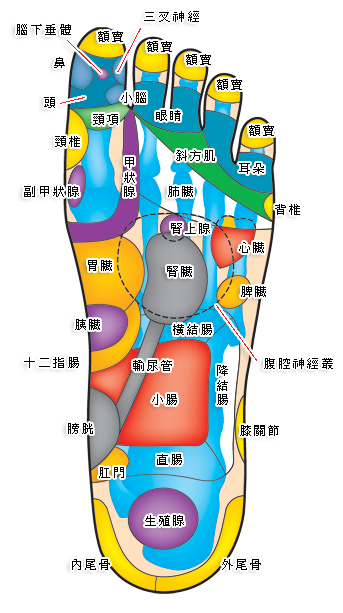 三叉神經
腦下垂體
額竇
額竇
額竇
鼻
額竇
頭
小腦
眼睛
額竇
頸項
頸椎
斜方肌
耳朵
甲狀腺
副甲狀腺
肺臟
背椎
腎上腺
心臟
胃臟
腎臟
脾臟
胰臟
橫結腸
十二指腸
輸尿管
腹腔神經叢
降結腸
小腸
膀胱
膝關節
直腸
肛門
生殖腺
內尾骨
外尾骨